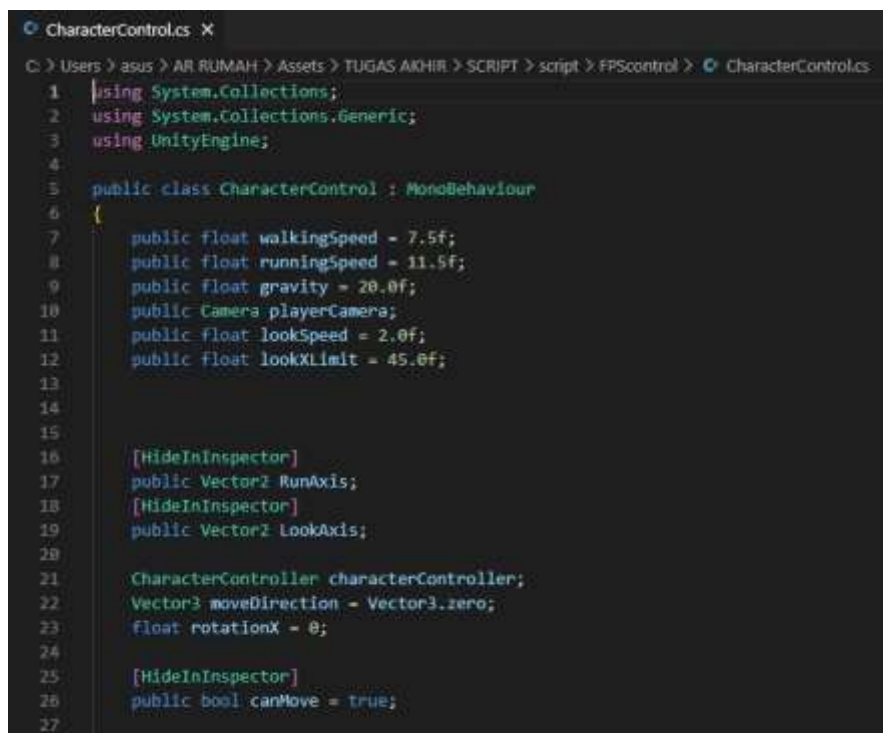 CharacterControl.cs X
C: > Users > asus > AR RUMAH > Assets > TUGAS AKHIR > SCRIPT > script > FPScontrol > CharacterControl.cs
1 using System.Collections;
2 using System.Collections.Generic;
3 using UnityEngine;
4
5 public class CharacterControl : MonoBehaviour
6 {
7 public float walkingSpeed = 7.5f;
8 public float runningSpeed = 11.5f;
9 public float gravity = 20.0f;
10 public Camera playerCamera;
11 public float lookSpeed = 2.0f;
12 public float lookXLimit = 45.0f;
13
14
15
16 [HideInInspector]
17 public Vector2 RunAxis;
18 [HideInInspector]
19 public Vector2 LookAxis;
20
21 CharacterController characterController;
22 Vector3 moveDirection = Vector3.zero;
23 float rotationX = 0;
24
25 [HideInInspector]
26 public bool canMove = true;
27